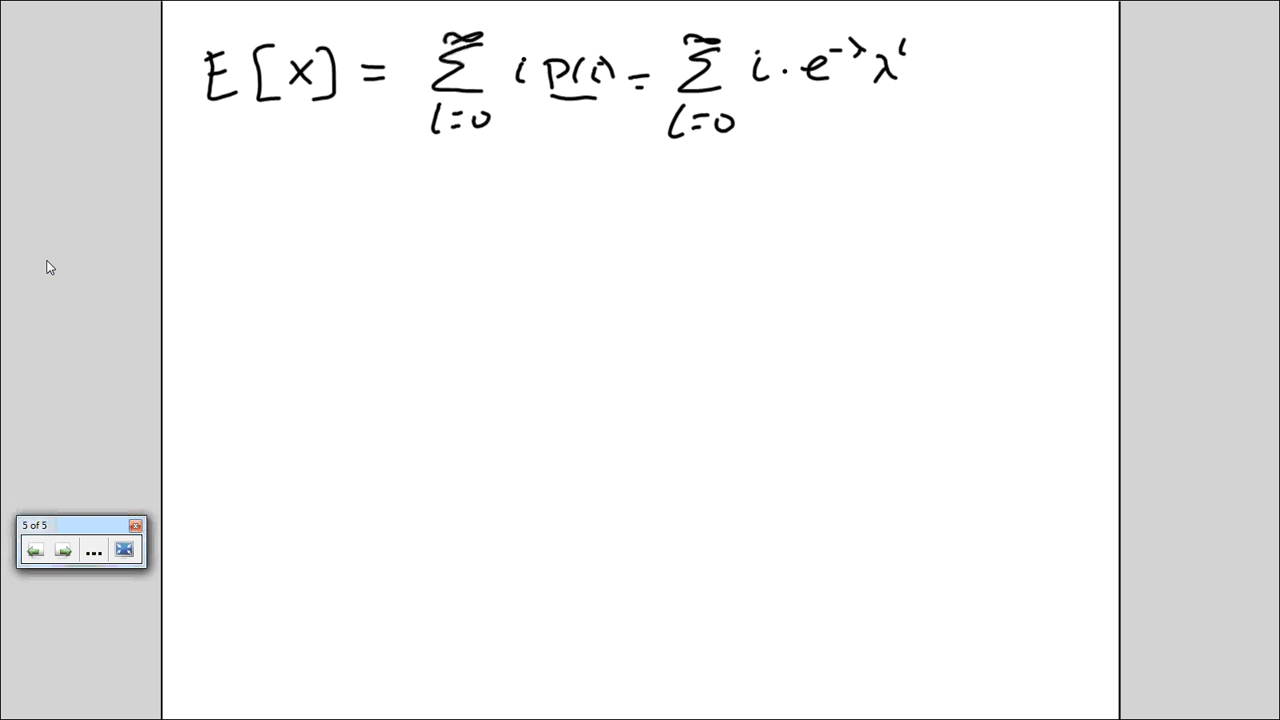 E[X] = ∑_{i=0}^{∞} i p(i) = ∑_{i=0}^{∞} i · e^{-λ} λ^i
5 of 5